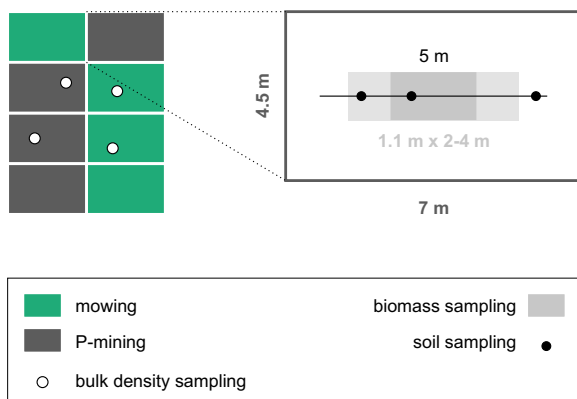 5 m
4.5 m
1.1 m x 2-4 m
7 m
mowing
biomass sampling
P-mining
soil sampling
bulk density sampling